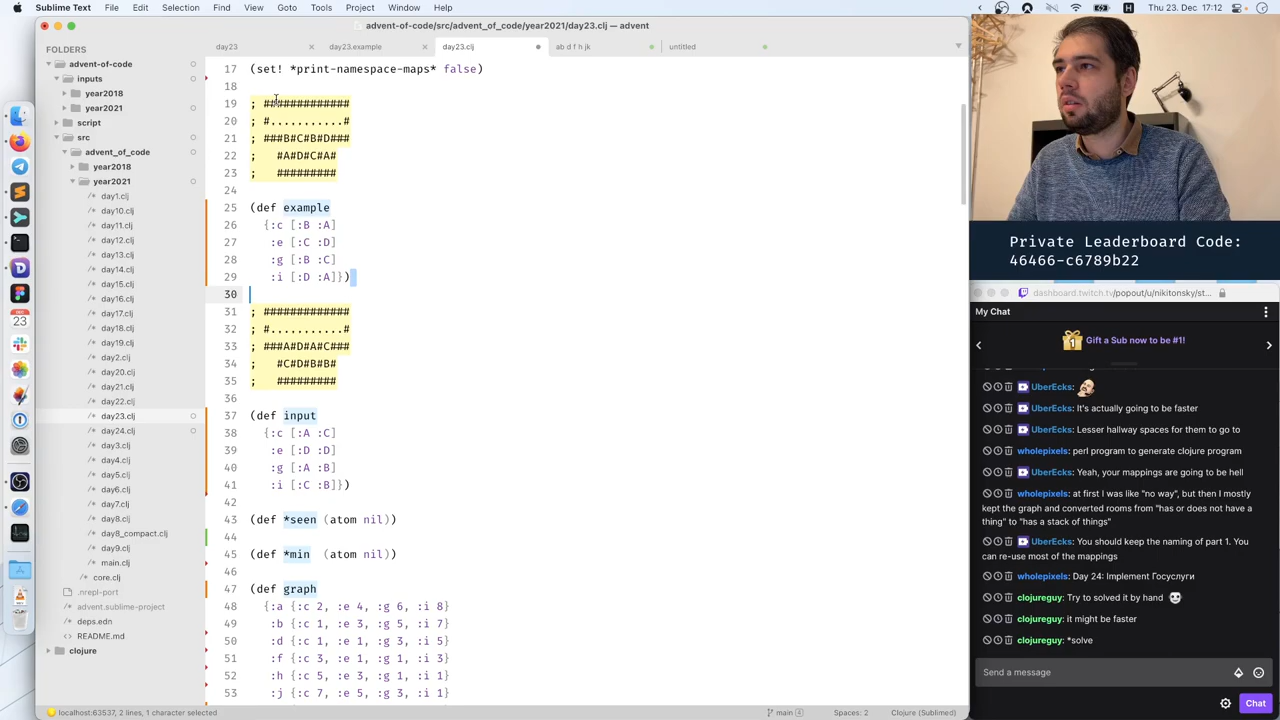 Sublime Text File Edit Selection Find View Goto Tools Project Window Help
Thu 23. Dec 17:12
advent-of-code/src/advent_of_code/year2021/day23.clj — advent
FOLDERS
advent-of-code
inputs
year2018
year2021
script
src
advent_of_code
year2018
year2021
day1.clj
day10.clj
day11.clj
day12.clj
day13.clj
day14.clj
day15.clj
day16.clj
day17.clj
day18.clj
day19.clj
day2.clj
day20.clj
day21.clj
day22.clj
day23.clj
day24.clj
day3.clj
day4.clj
day5.clj
day6.clj
day7.clj
day8.clj
day8_compact.clj
day9.clj
main.clj
core.clj
.nrepl-port
advent.sublime-project
deps.edn
README.md
clojure
day23
day23.example
day23.clj
ab d f h jk
untitled
17 (set! *print-namespace-maps* false)
18
19 ; #############
20 ; #...........#
21 ; ###B#C#B#D###
22 ;   #A#D#C#A#
23 ;   #########
24
25 (def example
26   {:c [:B :A]
27    :e [:C :D]
28    :g [:B :C]
29    :i [:D :A]})
30
31 ; #############
32 ; #...........#
33 ; ###A#D#A#C###
34 ;   #C#D#B#B#
35 ;   #########
36
37 (def input
38   {:c [:A :C]
39    :e [:D :D]
40    :g [:A :B]
41    :i [:C :B]})
42
43 (def *seen (atom nil))
44
45 (def *min  (atom nil))
46
47 (def graph
48   {:a {:c 2, :e 4, :g 6, :i 8}
49    :b {:c 1, :e 3, :g 5, :i 7}
50    :d {:c 1, :e 1, :g 3, :i 5}
51    :f {:c 3, :e 1, :g 1, :i 3}
52    :h {:c 5, :e 3, :g 1, :i 1}
53    :j {:c 7, :e 5, :g 3, :i 1}
localhost:63537, 2 lines, 1 character selected
main 4
Spaces: 2
Clojure (Sublimed)
Private Leaderboard Code:
46466-c6789b22
dashboard.twitch.tv/popout/u/nikitonsky/st...
My Chat
1 Gift a Sub now to be #1!
UberEcks:
UberEcks: It's actually going to be faster
UberEcks: Lesser hallway spaces for them to go to
wholepixels: perl program to generate clojure program
UberEcks: Yeah, your mappings are going to be hell
wholepixels: at first I was like "no way", but then I mostly
kept the graph and converted rooms from "has or does not have a
thing" to "has a stack of things"
UberEcks: You should keep the naming of part 1. You
can re-use most of the mappings
wholepixels: Day 24: Implement Госуслуги
clojureguy: Try to solved it by hand
clojureguy: it might be faster
clojureguy: *solve
Send a message
Chat